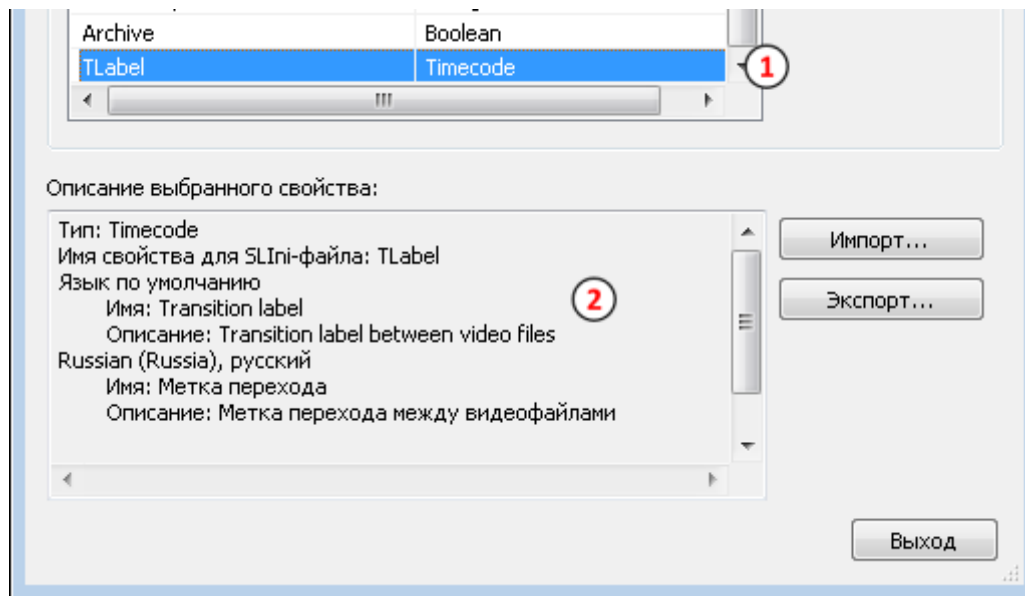 Archive Boolean
TLabel Timecode
1
Описание выбранного свойства:
Тип: Timecode
Имя свойства для SLIni-файла: TLabel
Язык по умолчанию
Имя: Transition label
Описание: Transition label between video files
Russian (Russia), русский
Имя: Метка перехода
Описание: Метка перехода между видеофайлами
2
Импорт...
Экспорт...
Выход